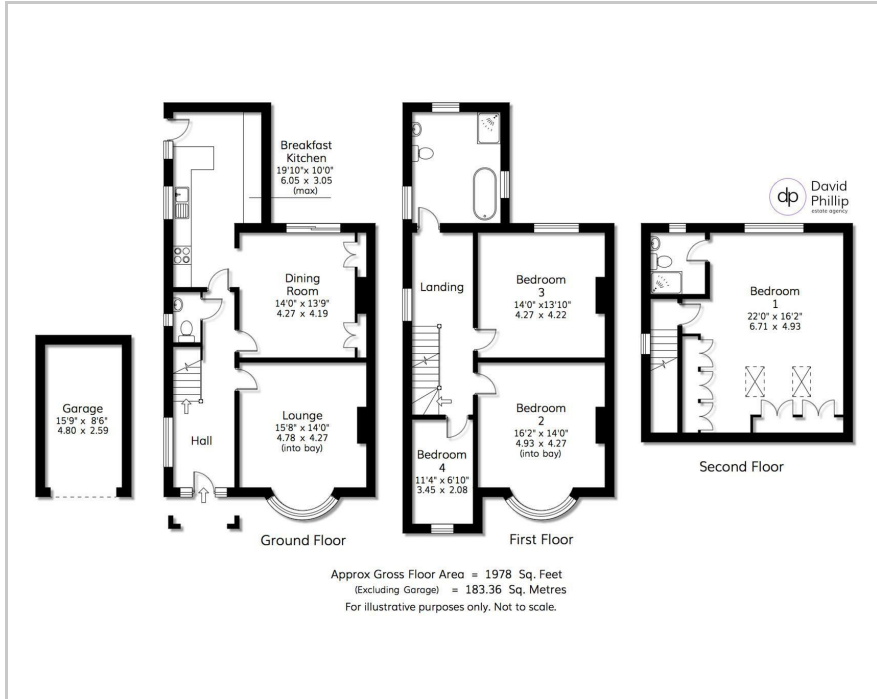 Breakfast
Kitchen
19'10"x 10'0"
6.05 x 3.05
(max)
Dining
Room
14'0" x 13'9"
4.27 x 4.19
Garage
15'9" x 8'6"
4.80 x 2.59
Hall
Lounge
15'8" x 14'0"
4.78 x 4.27
(into bay)
Ground Floor
Landing
Bedroom
3
14'0" x13'10"
4.27 x 4.22
Bedroom
2
16'2" x 14'0"
4.93 x 4.27
(into bay)
Bedroom
4
11'4" x 6'10"
3.45 x 2.08
First Floor
dp
David
Phillip
estate agency
Bedroom
1
22'0" x 16'2"
6.71 x 4.93
Second Floor
Approx Gross Floor Area = 1978 Sq. Feet
(Excluding Garage) = 183.36 Sq. Metres
For illustrative purposes only. Not to scale.